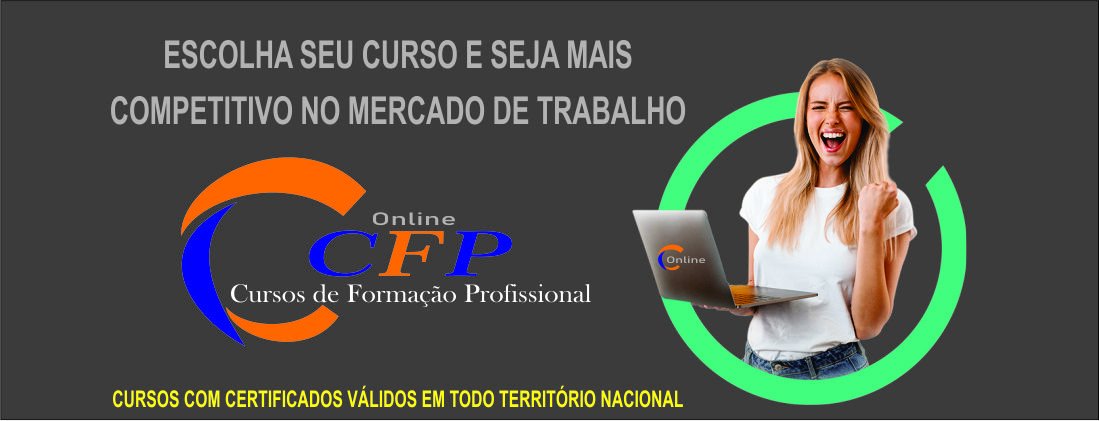 ESCOLHA SEU CURSO E SEJA MAIS
COMPETITIVO NO MERCADO DE TRABALHO
Online
CFP
Cursos de Formação Profissional
Online
CURSOS COM CERTIFICADOS VÁLIDOS EM TODO TERRITÓRIO NACIONAL